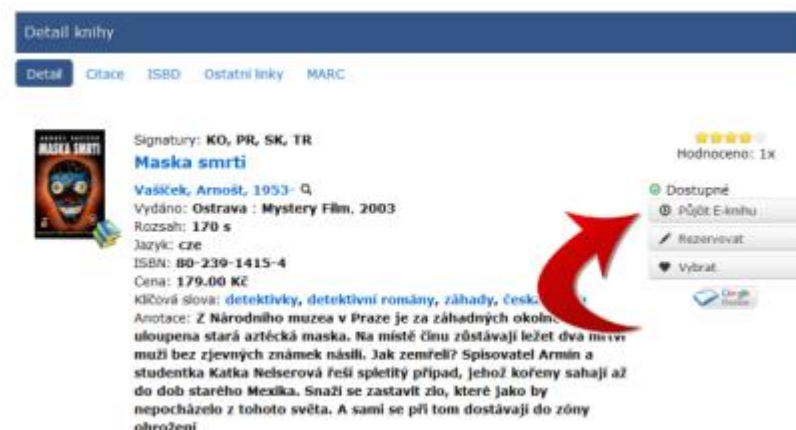 Detail knihy
Detail Citace ISBD Ostatní linky MARC
MASKA SMRTI
Signatury: KO, PR, SK, TR
Hodnoceno: 1x
Maska smrti
Vašíček, Arnošt, 1953-
Dostupné
Vydáno: Ostrava : Mystery Film, 2003
Půjčit E-knihu
Rozsah: 170 s
Jazyk: cze
Rezervovat
ISBN: 80-239-1415-4
Cena: 179.00 Kč
Vybrat
Klíčová slova: detektivky, detektivní romány, záhady,
Anotace: Z Národního muzea v Praze je za záhadných
uloupena stará aztécká maska. Na místě činu zůstávají ležet dva
muži bez zjevných známek násilí. Jak zemřeli? Spisovatel Armin a
studentka Katka Neiserová řeší spletitý případ, jehož kořeny sahají až
do dob starého Mexika. Snaží se zastavit zlo, které jako by
nepocházelo z tohoto světa. A sami se při tom dostávají do zóny
ohrožení